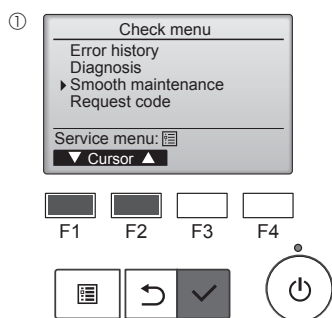 ①
Check menu
Error history
Diagnosis
Smooth maintenance
Request code
Service menu:
▼ Cursor ▲
F1 F2 F3 F4